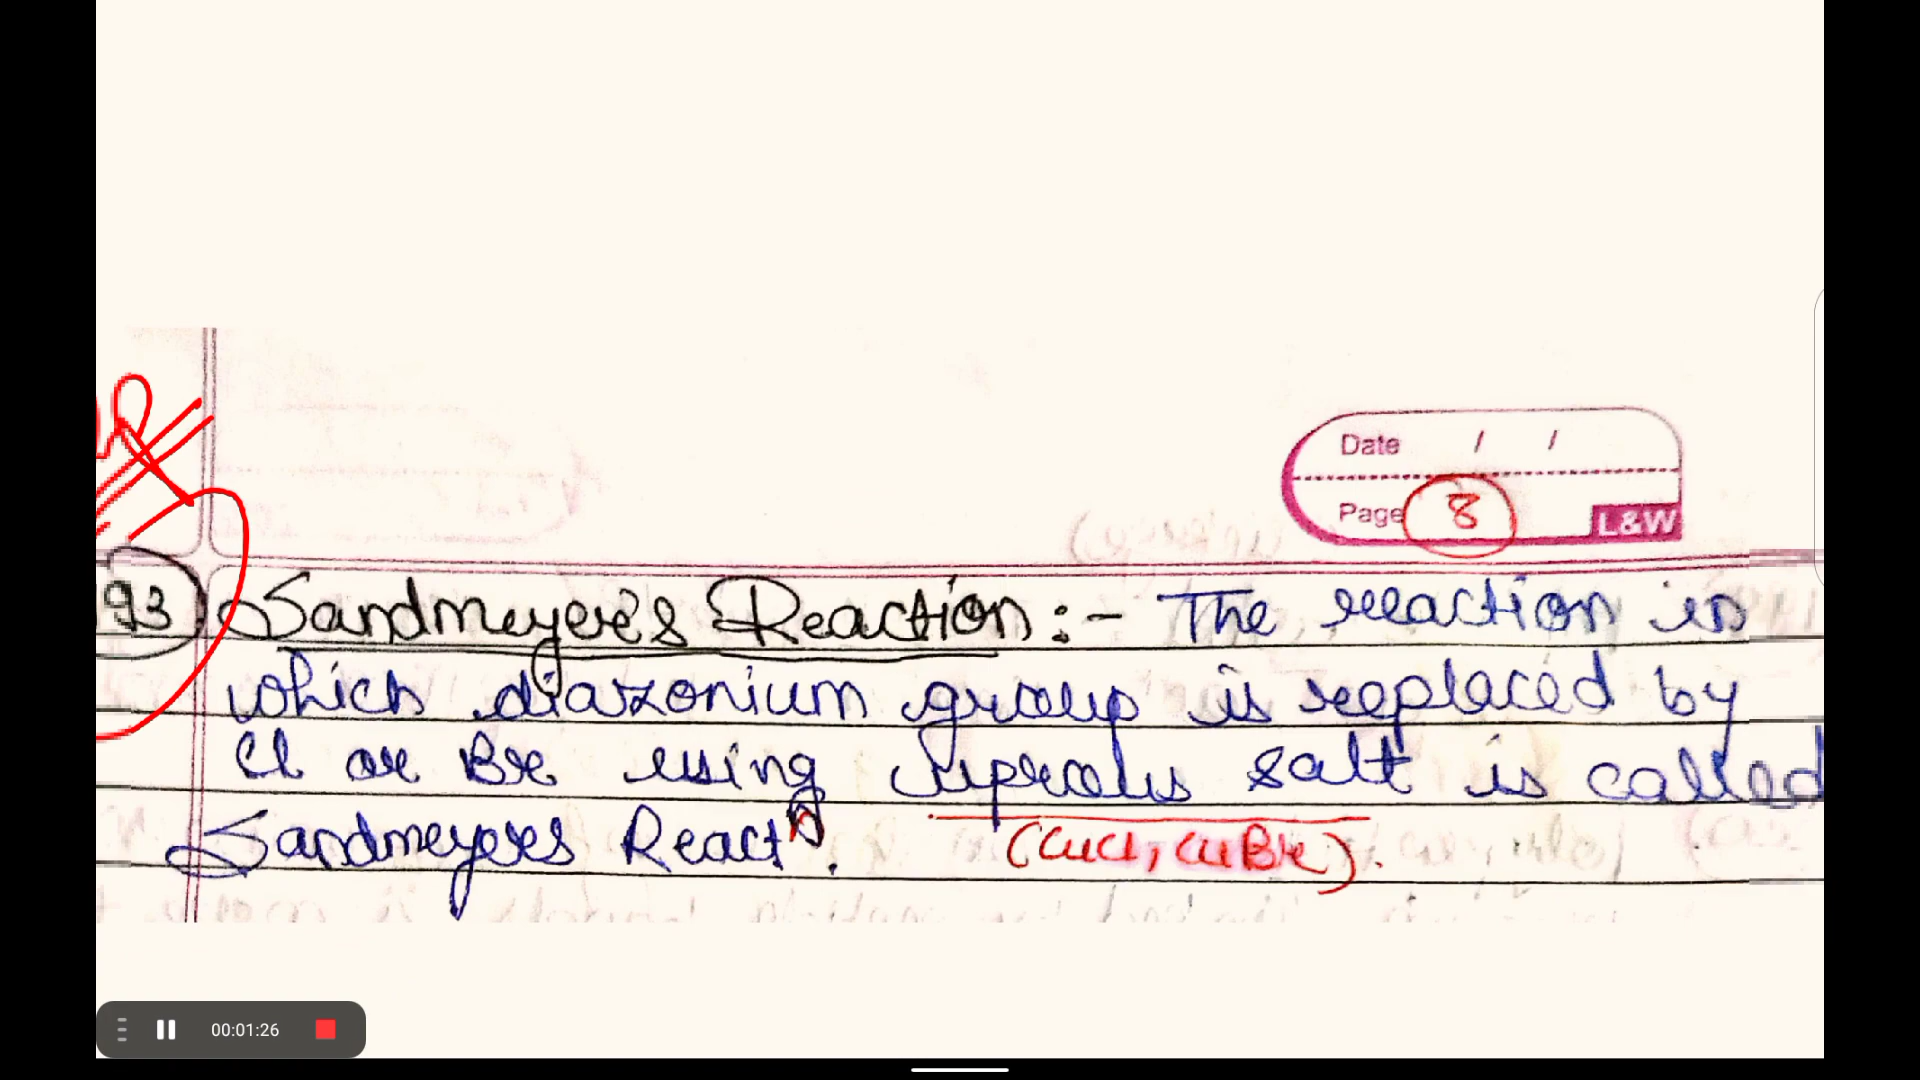 Date / /
Page 8
L&W
93) Sandmeyer's Reaction :- The reaction in
which diazonium group is replaced by
Cl or Br using Cuprous salt is called
Sandmeyers Reactn.
(CuCl, CuBr).
00:01:26